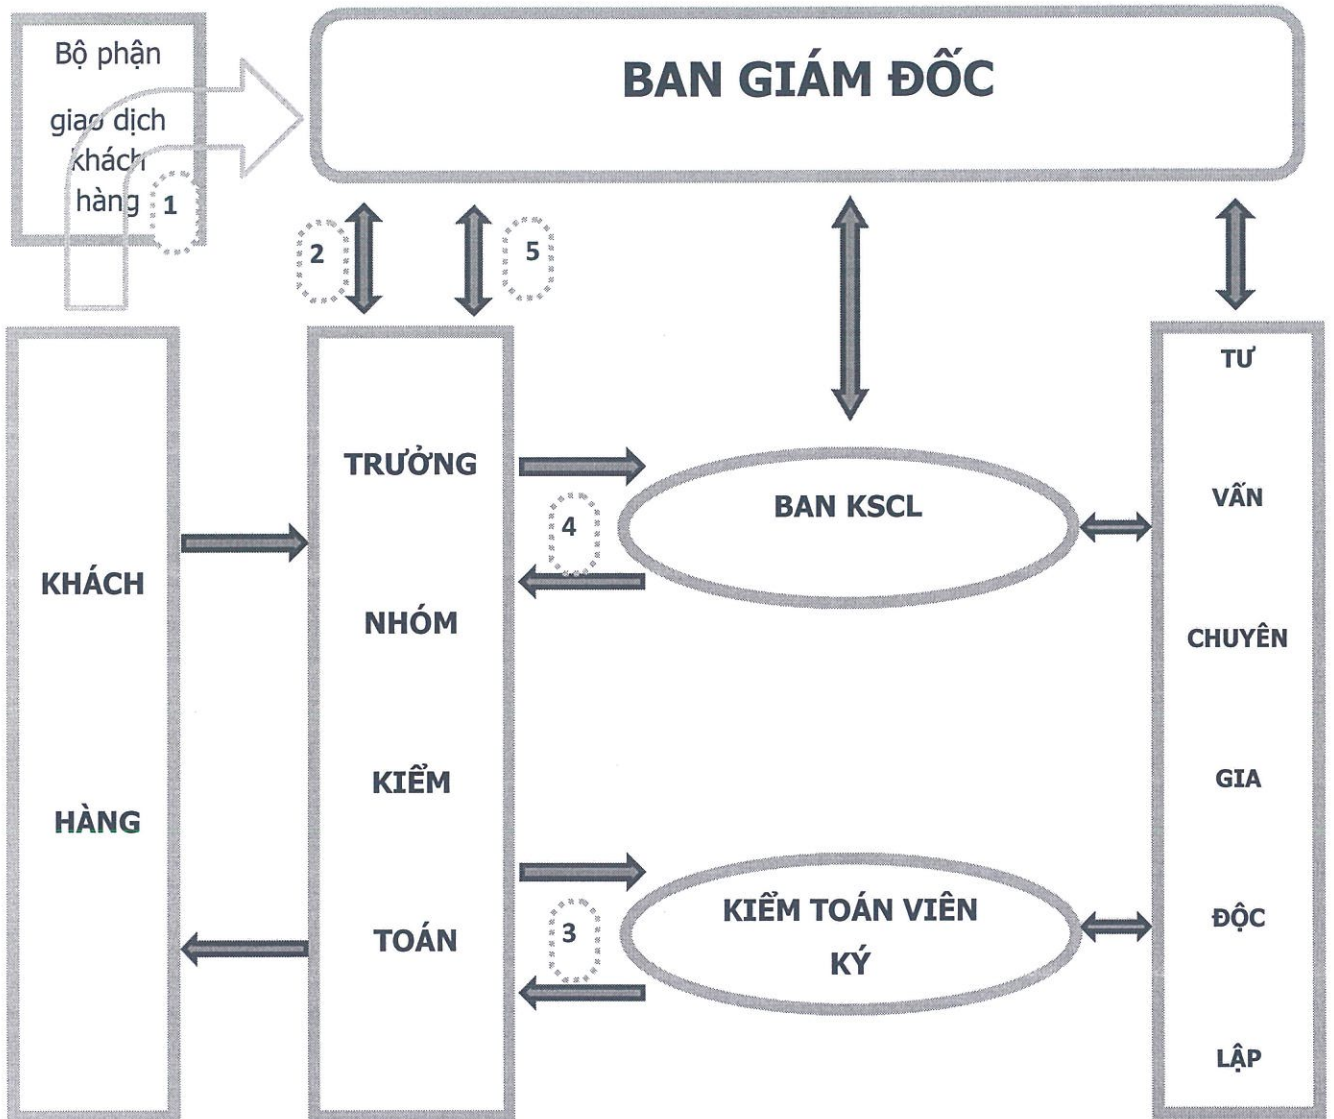 Bộ phận
giao dịch
khách
hàng
1
BAN GIÁM ĐỐC
2
5
KHÁCH
HÀNG
TRƯỞNG
NHÓM
KIỂM
TOÁN
4
BAN KSCL
3
KIỂM TOÁN VIÊN
KÝ
TƯ
VẤN
CHUYÊN
GIA
ĐỘC
LẬP